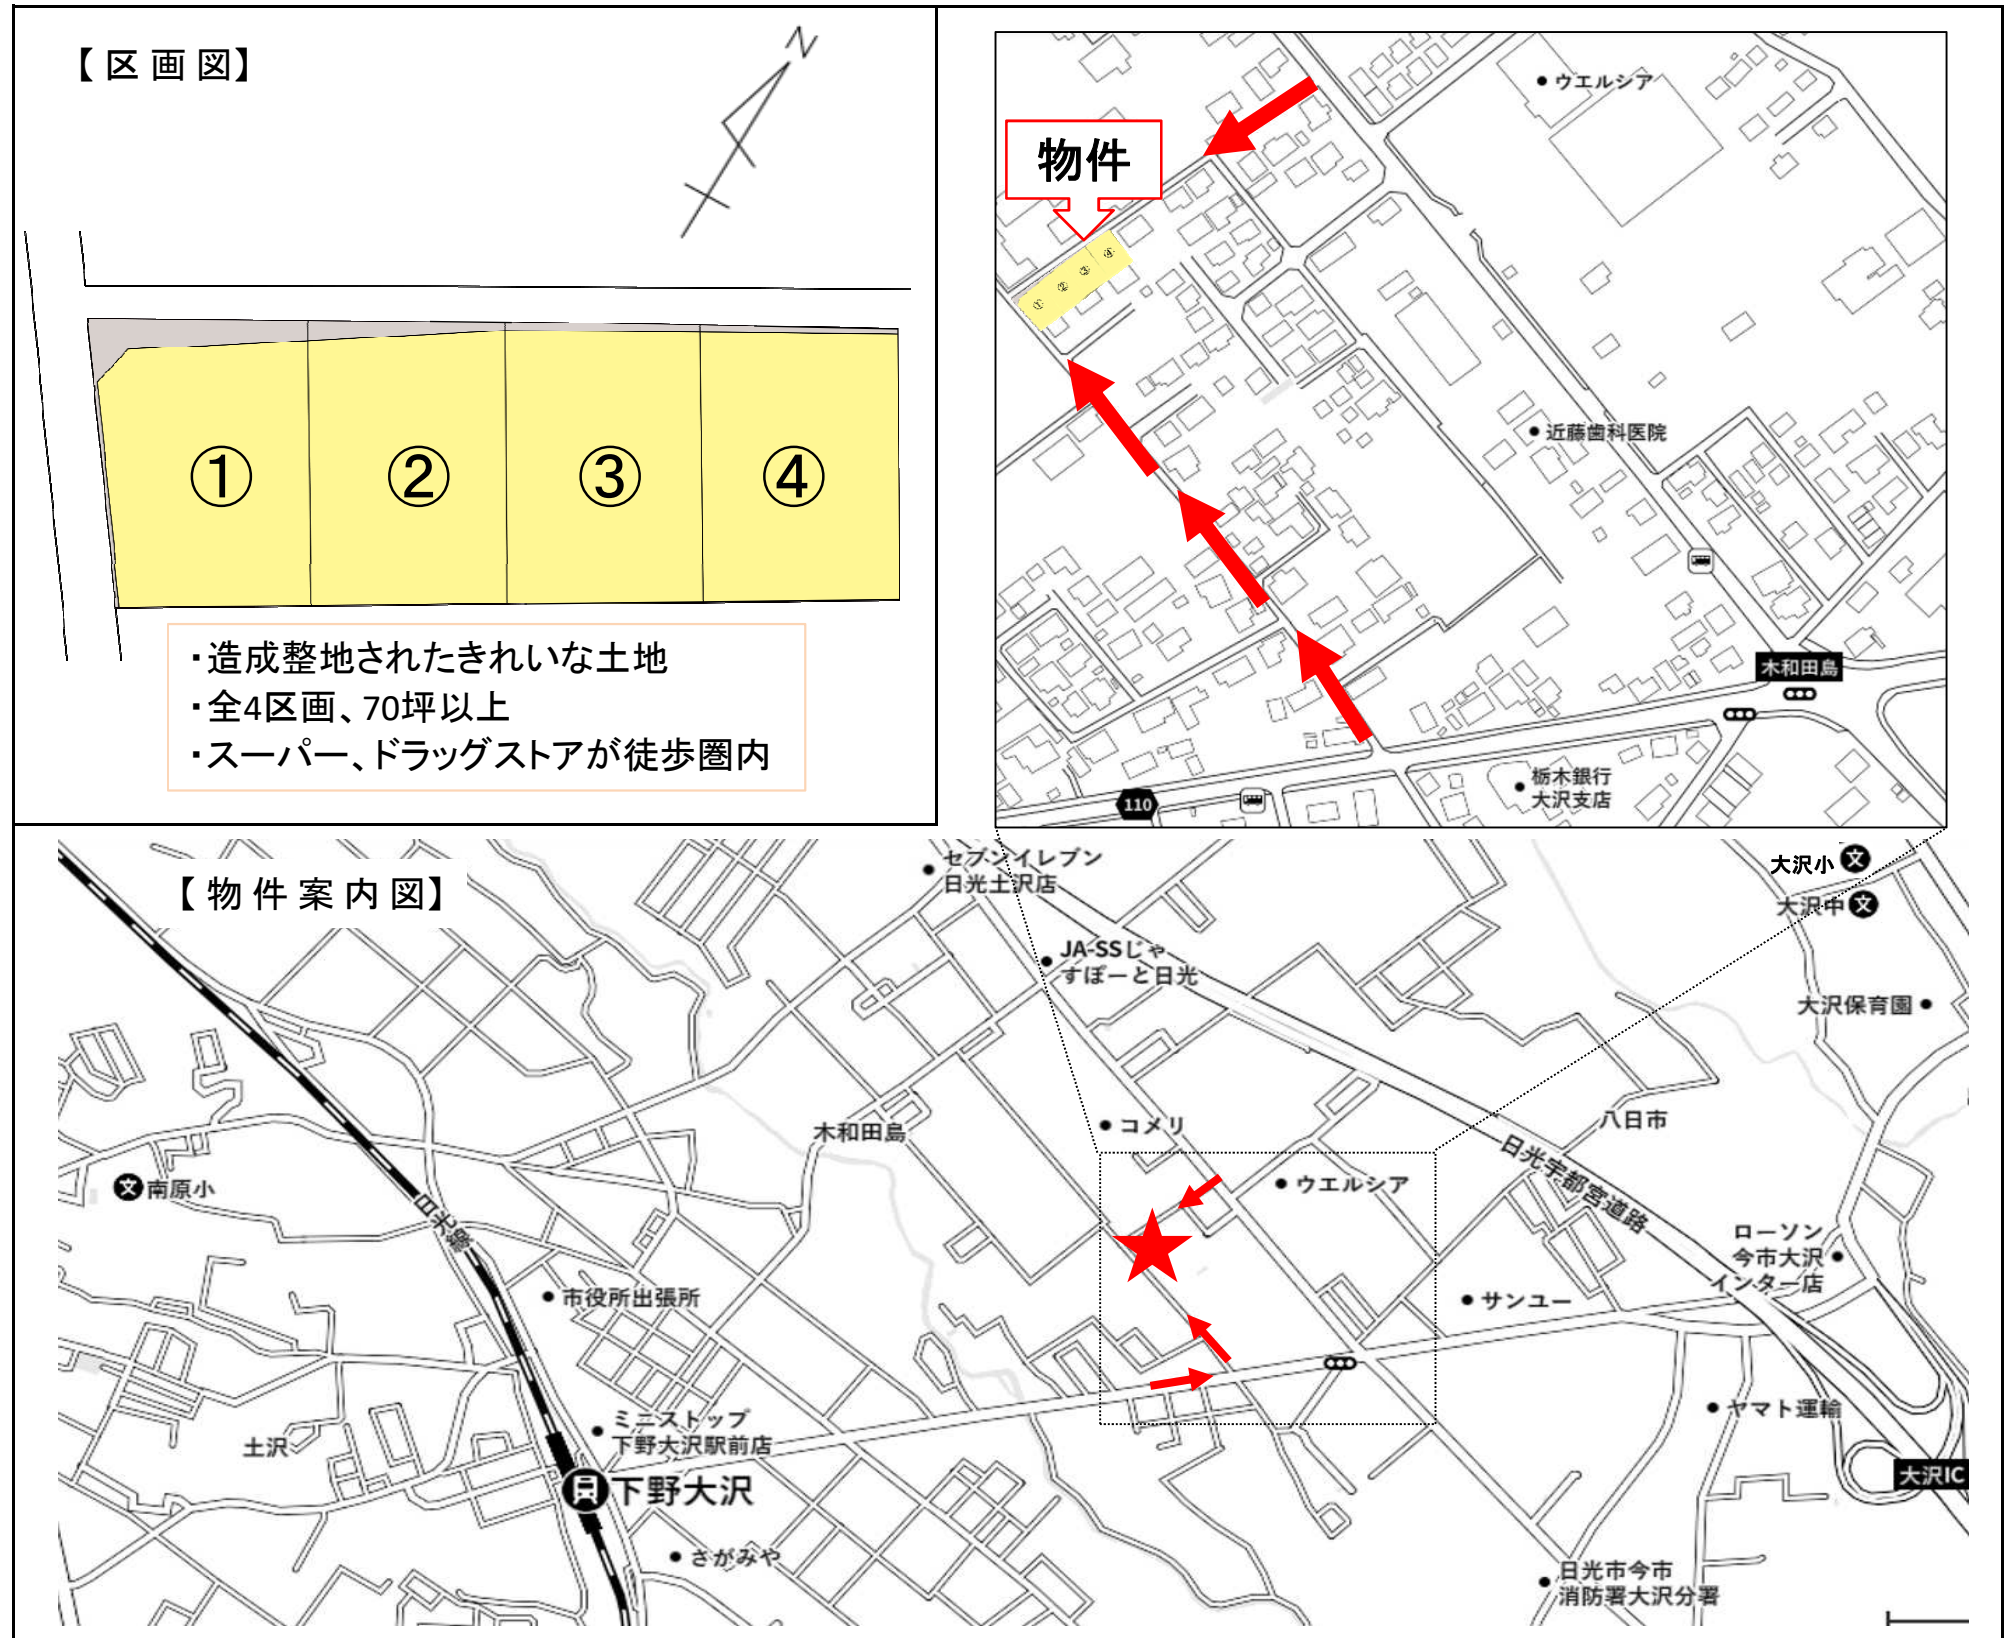 【 区 画 図】
N
①
②
③
④
・造成整地されたきれいな土地
・全4区画、70坪以上
・スーパー、ドラッグストアが徒歩圏内
ウエルシア
物件
①
②
③
④
近藤歯科医院
木和田島
栃木銀行
大沢支店
110
【 物 件 案 内 図】
セブンイレブン
日光土沢店
大沢小
文
大沢中
文
JA-SSじゃ
すぽーと日光
大沢保育園
コメリ
木和田島
八日市
日光宇都宮道路
文
南原小
ウエルシア
日光線
ローソン
今市大沢
インター店
市役所出張所
サンユー
ミニストップ
下野大沢駅前店
ヤマト運輸
土沢
下野大沢
大沢IC
さがみや
日光市今市
消防署大沢分署